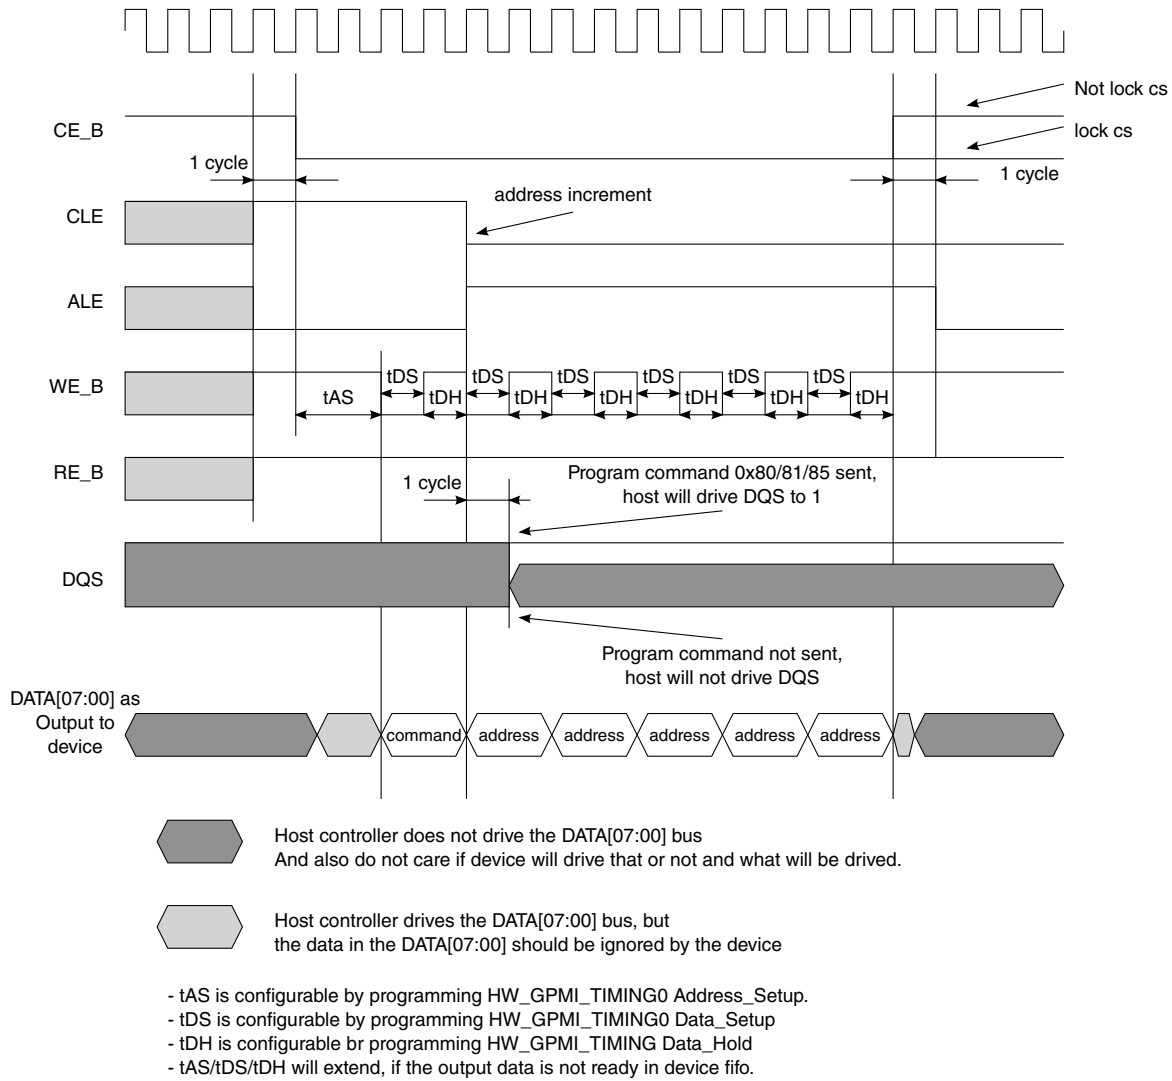 Not lock cs
CE_B
lock cs
1 cycle
1 cycle
address increment
CLE
ALE
tDS tDS tDS tDS tDS tDS
WE_B
tAS tDH tDH tDH tDH tDH tDH
RE_B
1 cycle
Program command 0x80/81/85 sent,
host will drive DQS to 1
DQS
Program command not sent,
host will not drive DQS
DATA[07:00] as
Output to
device
command address address address address address
Host controller does not drive the DATA[07:00] bus
And also do not care if device will drive that or not and what will be drived.
Host controller drives the DATA[07:00] bus, but
the data in the DATA[07:00] should be ignored by the device
- tAS is configurable by programming HW_GPMI_TIMING0 Address_Setup.
- tDS is configurable by programming HW_GPMI_TIMING0 Data_Setup
- tDH is configurable br programming HW_GPMI_TIMING Data_Hold
- tAS/tDS/tDH will extend, if the output data is not ready in device fifo.